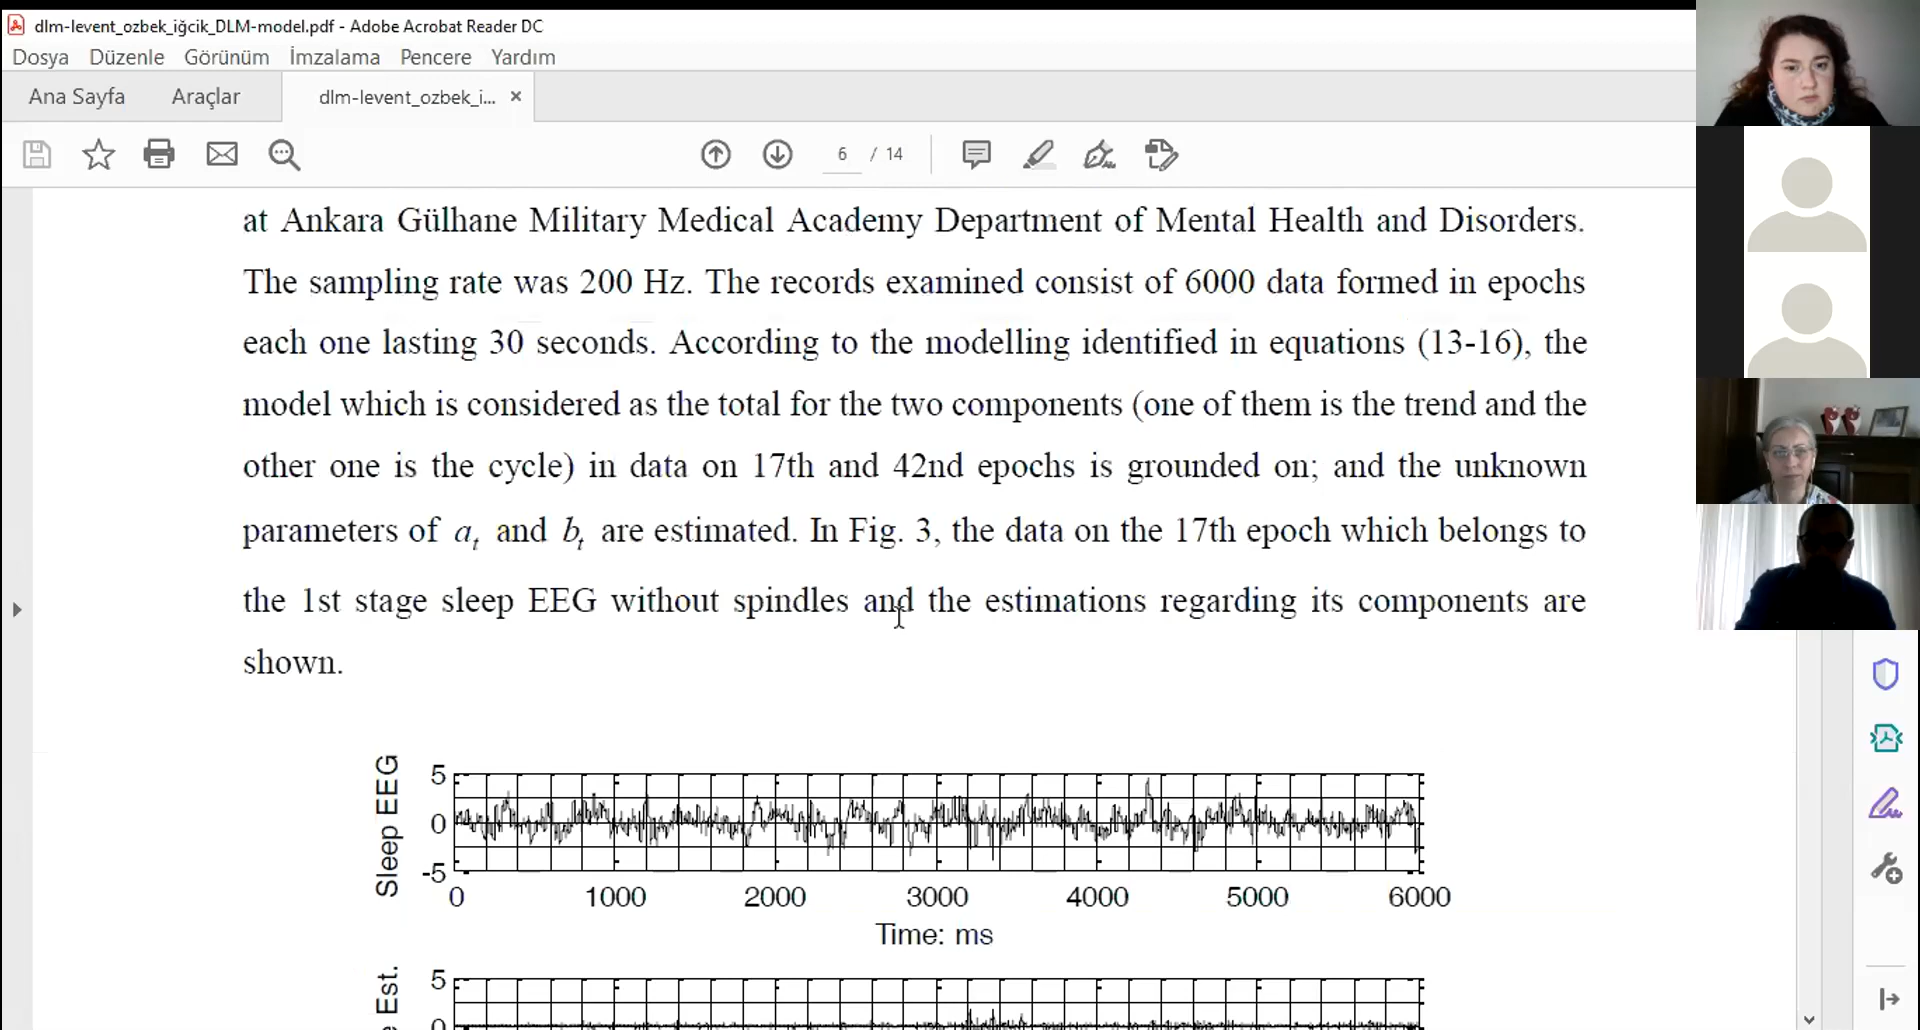 dlm-levent_ozbek_iğcik_DLM-model.pdf - Adobe Acrobat Reader DC
Dosya Düzenle Görünüm İmzalama Pencere Yardım
Ana Sayfa Araçlar dlm-levent_ozbek_i... ×
6 / 14
at Ankara Gülhane Military Medical Academy Department of Mental Health and Disorders.
The sampling rate was 200 Hz. The records examined consist of 6000 data formed in epochs
each one lasting 30 seconds. According to the modelling identified in equations (13-16), the
model which is considered as the total for the two components (one of them is the trend and the
other one is the cycle) in data on 17th and 42nd epochs is grounded on; and the unknown
parameters of a_t and b_t are estimated. In Fig. 3, the data on the 17th epoch which belongs to
the 1st stage sleep EEG without spindles and the estimations regarding its components are
shown.
Sleep EEG
5
0
-5
0 1000 2000 3000 4000 5000 6000
Time: ms
e Est.
5
0